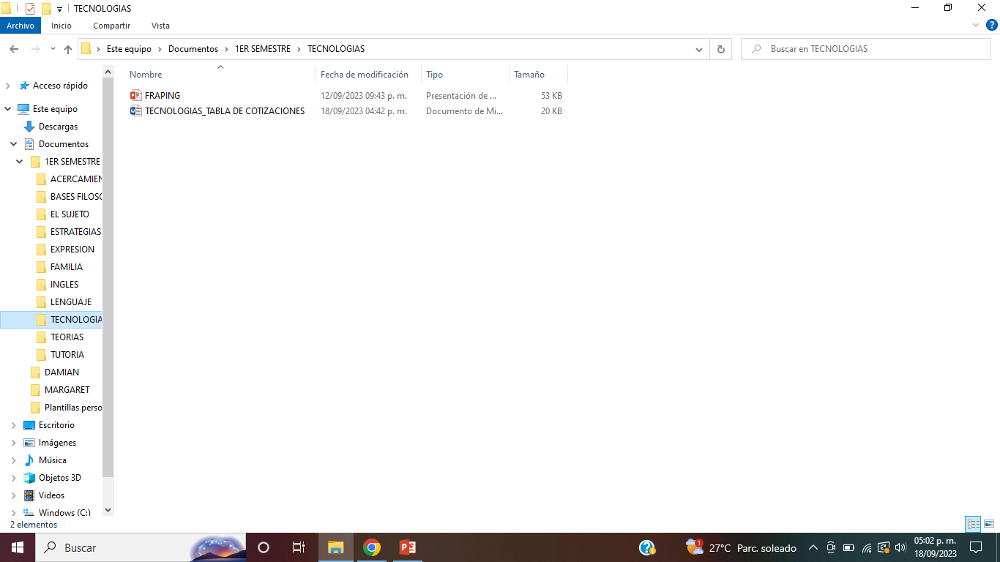 TECNOLOGIAS
Archivo Inicio Compartir Vista
Este equipo Documentos 1ER SEMESTRE TECNOLOGIAS
Buscar en TECNOLOGIAS
Nombre Fecha de modificación Tipo Tamaño
FRAPING 12/09/2023 09:43 p. m. Presentación de ... 53 KB
TECNOLOGIAS_TABLA DE COTIZACIONES 18/09/2023 04:42 p. m. Documento de Mi... 20 KB
Acceso rápido
Este equipo
Descargas
Documentos
1ER SEMESTRE
ACERCAMIEN
BASES FILOSO
EL SUJETO
ESTRATEGIAS
EXPRESION
FAMILIA
INGLES
LENGUAJE
TECNOLOGIA
TEORIAS
TUTORIA
DAMIAN
MARGARET
Plantillas perso
Escritorio
Imágenes
Música
Objetos 3D
Videos
Windows (C:)
2 elementos
Buscar
27°C Parc. soleado
05:02 p. m.
18/09/2023